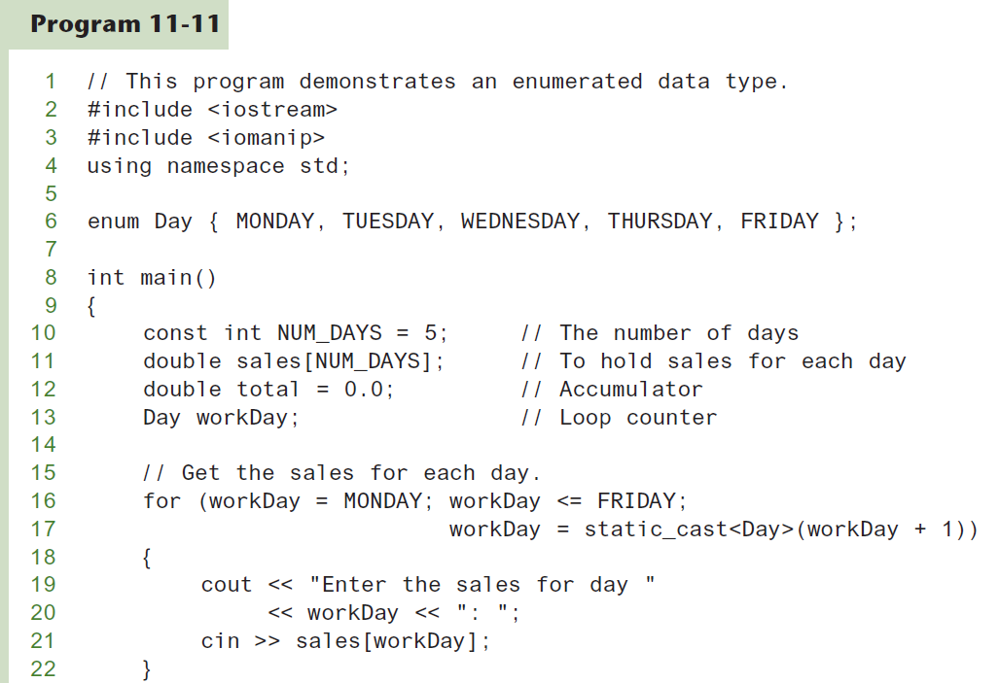 Program 11-11
1 // This program demonstrates an enumerated data type.
2 #include <iostream>
3 #include <iomanip>
4 using namespace std;
5
6 enum Day { MONDAY, TUESDAY, WEDNESDAY, THURSDAY, FRIDAY };
7
8 int main()
9 {
10 const int NUM_DAYS = 5; // The number of days
11 double sales[NUM_DAYS]; // To hold sales for each day
12 double total = 0.0; // Accumulator
13 Day workDay; // Loop counter
14
15 // Get the sales for each day.
16 for (workDay = MONDAY; workDay <= FRIDAY;
17 workDay = static_cast<Day>(workDay + 1))
18 {
19 cout << "Enter the sales for day "
20 << workDay << ": ";
21 cin >> sales[workDay];
22 }